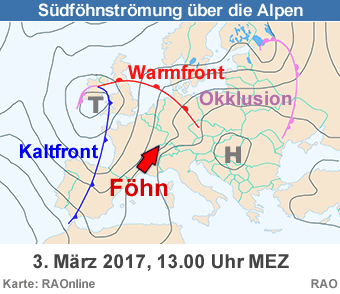 Südföhnströmung über die Alpen
Warmfront
T
Okklusion
Kaltfront
H
Föhn
3. März 2017, 13.00 Uhr MEZ
Karte: RAOnline RAO